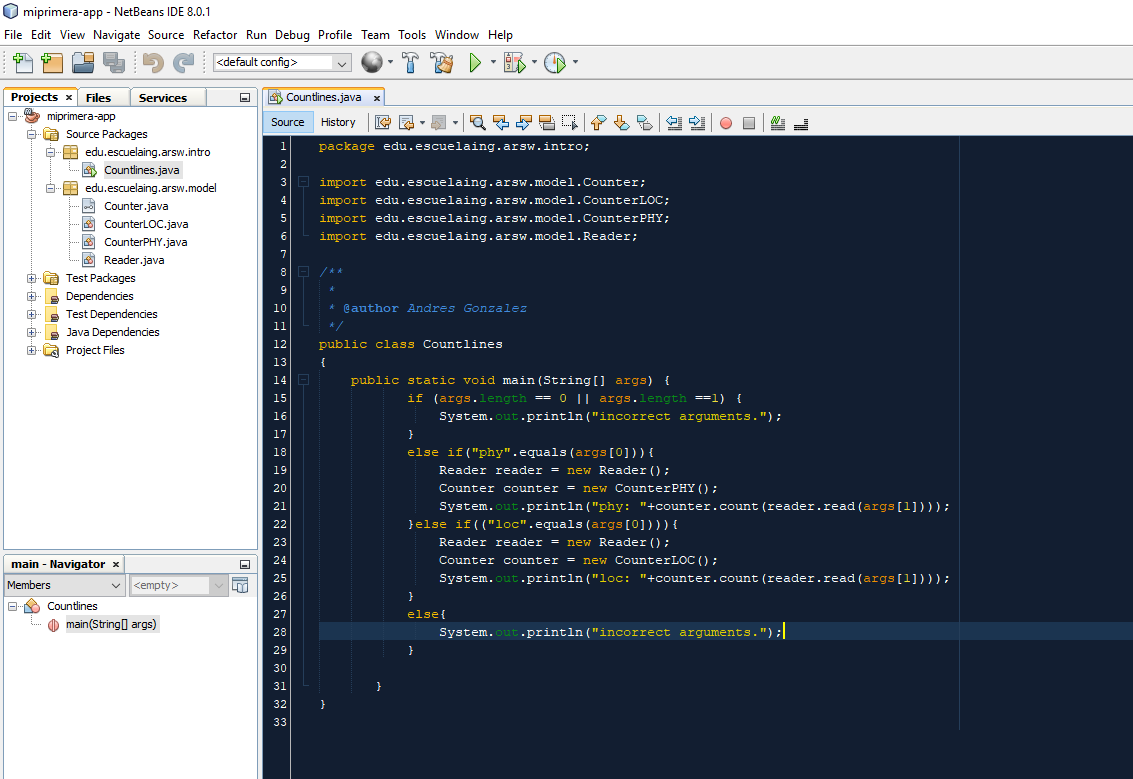 miprimera-app - NetBeans IDE 8.0.1
File Edit View Navigate Source Refactor Run Debug Profile Team Tools Window Help
<default config>
Projects × Files Services
miprimera-app
Source Packages
edu.escuelaing.arsw.intro
Countlines.java
edu.escuelaing.arsw.model
Counter.java
CounterLOC.java
CounterPHY.java
Reader.java
Test Packages
Dependencies
Test Dependencies
Java Dependencies
Project Files
main - Navigator ×
Members <empty>
Countlines
main(String[] args)
Countlines.java ×
Source History
1 package edu.escuelaing.arsw.intro;
2
3 import edu.escuelaing.arsw.model.Counter;
4 import edu.escuelaing.arsw.model.CounterLOC;
5 import edu.escuelaing.arsw.model.CounterPHY;
6 import edu.escuelaing.arsw.model.Reader;
7
8 /**
9 *
10 * @author Andres Gonzalez
11 */
12 public class Countlines
13 {
14 public static void main(String[] args) {
15 if (args.length == 0 || args.length ==1) {
16 System.out.println("incorrect arguments.");
17 }
18 else if("phy".equals(args[0])){
19 Reader reader = new Reader();
20 Counter counter = new CounterPHY();
21 System.out.println("phy: "+counter.count(reader.read(args[1])));
22 }else if(("loc".equals(args[0]))){
23 Reader reader = new Reader();
24 Counter counter = new CounterLOC();
25 System.out.println("loc: "+counter.count(reader.read(args[1])));
26 }
27 else{
28 System.out.println("incorrect arguments.");
29 }
30
31 }
32 }
33